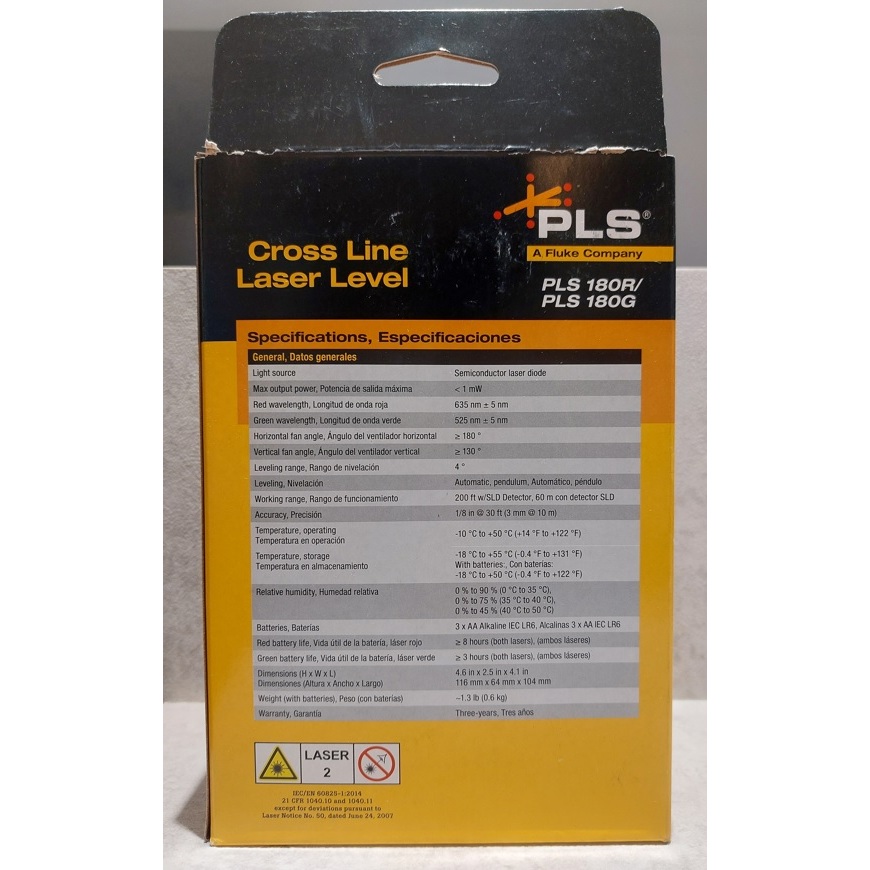 PLS®
A Fluke Company
Cross Line
Laser Level
PLS 180R/
PLS 180G
Specifications, Especificaciones
General, Datos generales
Light source Semiconductor laser diode
Max output power, Potencia de salida máxima < 1 mW
Red wavelength, Longitud de onda roja 635 nm ± 5 nm
Green wavelength, Longitud de onda verde 525 nm ± 5 nm
Horizontal fan angle, Ángulo del ventilador horizontal ≥ 180 °
Vertical fan angle, Ángulo del ventilador vertical ≥ 130 °
Leveling range, Rango de nivelación 4 °
Leveling, Nivelación Automatic, pendulum, Automático, péndulo
Working range, Rango de funcionamiento 200 ft w/SLD Detector, 60 m con detector SLD
Accuracy, Precisión 1/8 in @ 30 ft (3 mm @ 10 m)
Temperature, operating
Temperatura en operación -10 °C to +50 °C (+14 °F to +122 °F)
Temperature, storage -18 °C to +55 °C (-0.4 °F to +131 °F)
Temperatura en almacenamiento With batteries:, Con baterías:
-18 °C to +50 °C (-0.4 °F to +122 °F)
Relative humidity, Humedad relativa 0 % to 90 % (0 °C to 35 °C),
0 % to 75 % (35 °C to 40 °C),
0 % to 45 % (40 °C to 50 °C)
Batteries, Baterías 3 x AA Alkaline IEC LR6, Alcalinas 3 x AA IEC LR6
Red battery life, Vida útil de la batería, láser rojo ≥ 8 hours (both lasers), (ambos láseres)
Green battery life, Vida útil de la batería, láser verde ≥ 3 hours (both lasers), (ambos láseres)
Dimensions (H x W x L) 4.6 in x 2.5 in x 4.1 in
Dimensiones (Altura x Ancho x Largo) 116 mm x 64 mm x 104 mm
Weight (with batteries), Peso (con baterías) ~1.3 lb (0.6 kg)
Warranty, Garantía Three-years, Tres años
LASER
2
IEC/EN 60825-1:2014
21 CFR 1040.10 and 1040.11
except for deviations pursuant to
Laser Notice No. 50, dated June 24, 2007